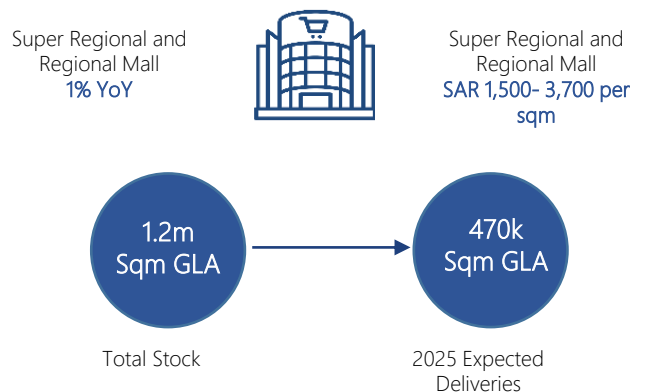 Super Regional and
Regional Mall
1% YoY
Super Regional and
Regional Mall
SAR 1,500- 3,700 per
sqm
1.2m
Sqm GLA
470k
Sqm GLA
Total Stock
2025 Expected
Deliveries